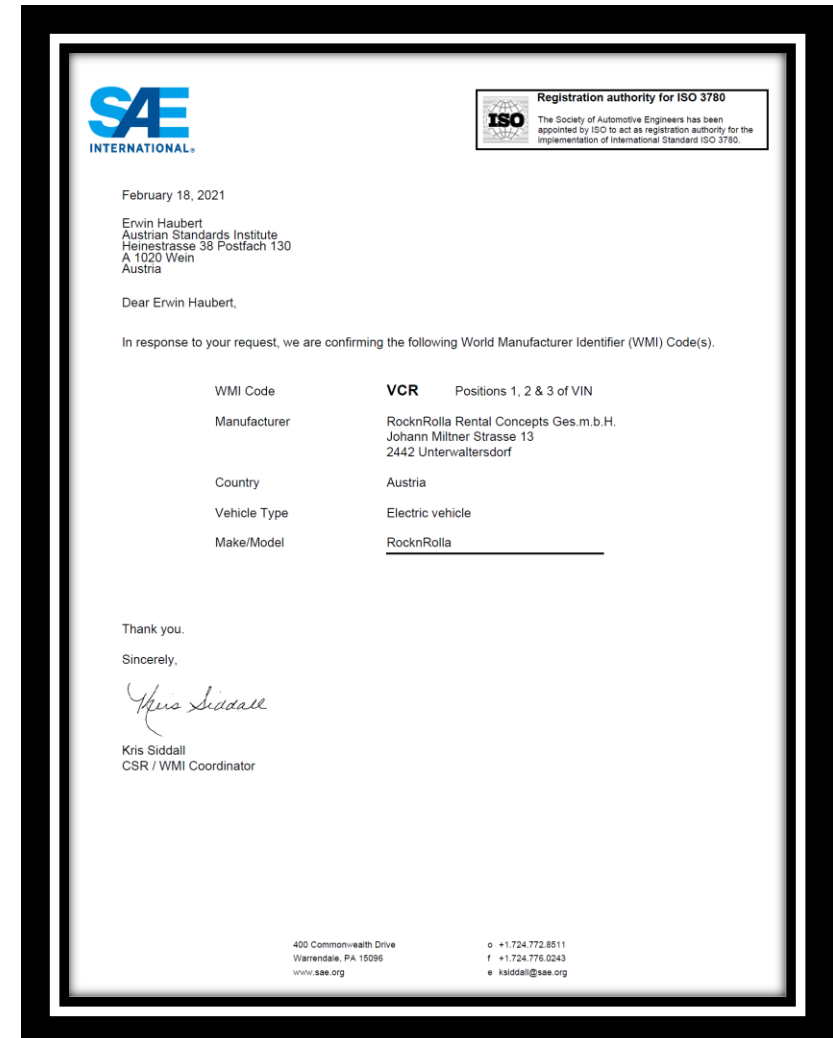 SAE
INTERNATIONAL®
ISO
Registration authority for ISO 3780
The Society of Automotive Engineers has been
appointed by ISO to act as registration authority for the
implementation of International Standard ISO 3780.
February 18, 2021
Erwin Haubert
Austrian Standards Institute
Heinestrasse 38 Postfach 130
A 1020 Wein
Austria
Dear Erwin Haubert,
In response to your request, we are confirming the following World Manufacturer Identifier (WMI) Code(s).
WMI Code VCR Positions 1, 2 & 3 of VIN
Manufacturer RocknRolla Rental Concepts Ges.m.b.H.
Johann Miltner Strasse 13
2442 Unterwaltersdorf
Country Austria
Vehicle Type Electric vehicle
Make/Model RocknRolla
Thank you.
Sincerely,
Kris Siddall
Kris Siddall
CSR / WMI Coordinator
400 Commonwealth Drive o +1.724.772.8511
Warrendale, PA 15096 f +1.724.776.0243
www.sae.org e ksiddall@sae.org